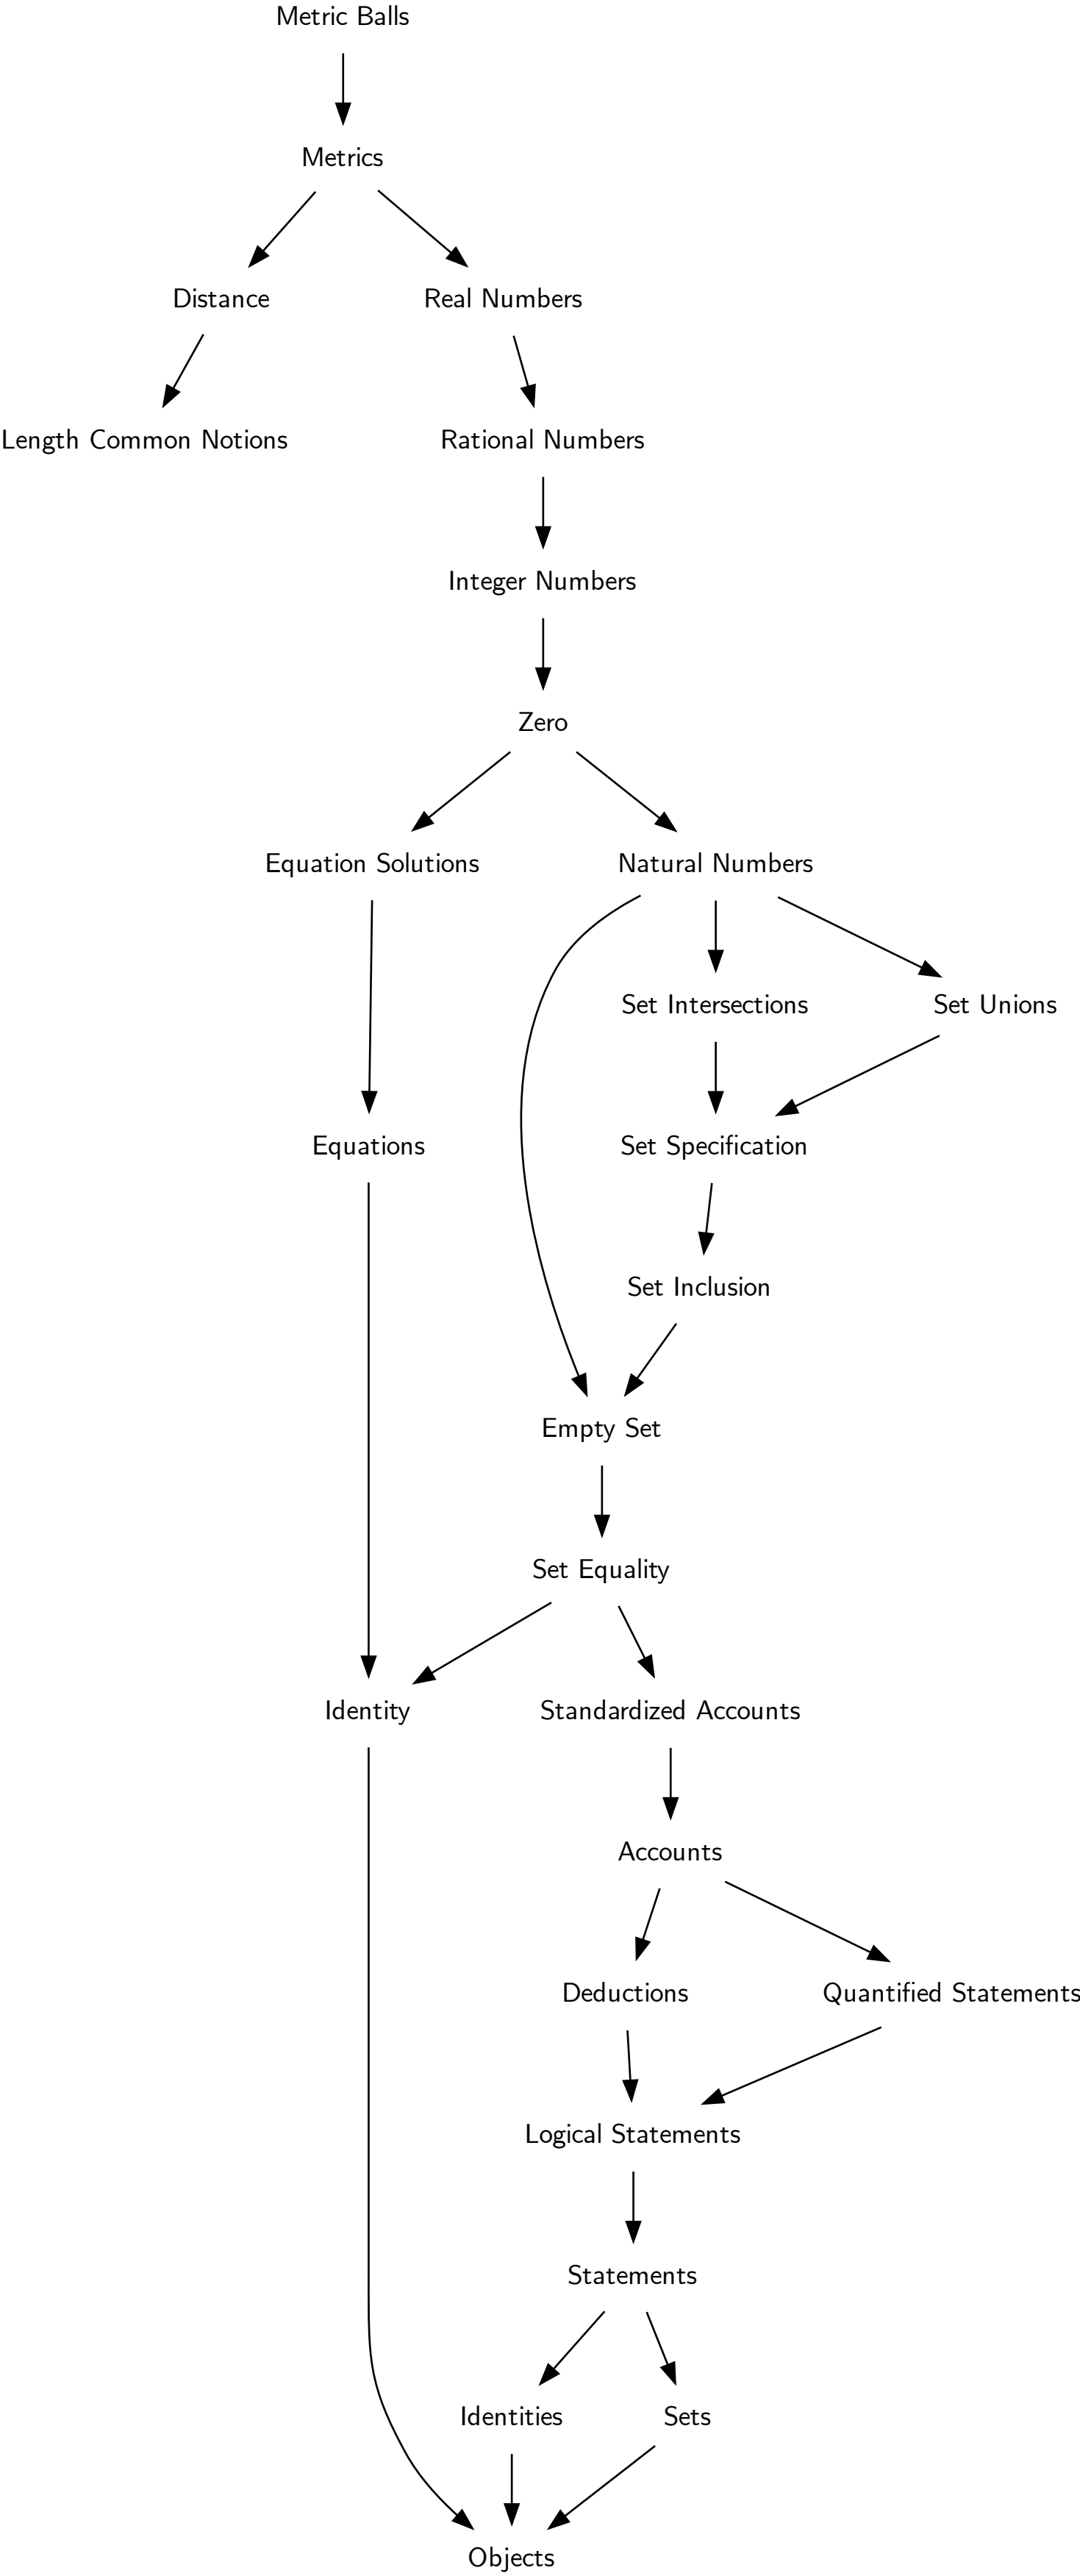 Metric Balls
Metrics
Distance
Real Numbers
Length Common Notions
Rational Numbers
Integer Numbers
Zero
Equation Solutions
Natural Numbers
Set Intersections
Set Unions
Equations
Set Specification
Set Inclusion
Empty Set
Set Equality
Identity
Standardized Accounts
Accounts
Deductions
Quantified Statements
Logical Statements
Statements
Identities
Sets
Objects